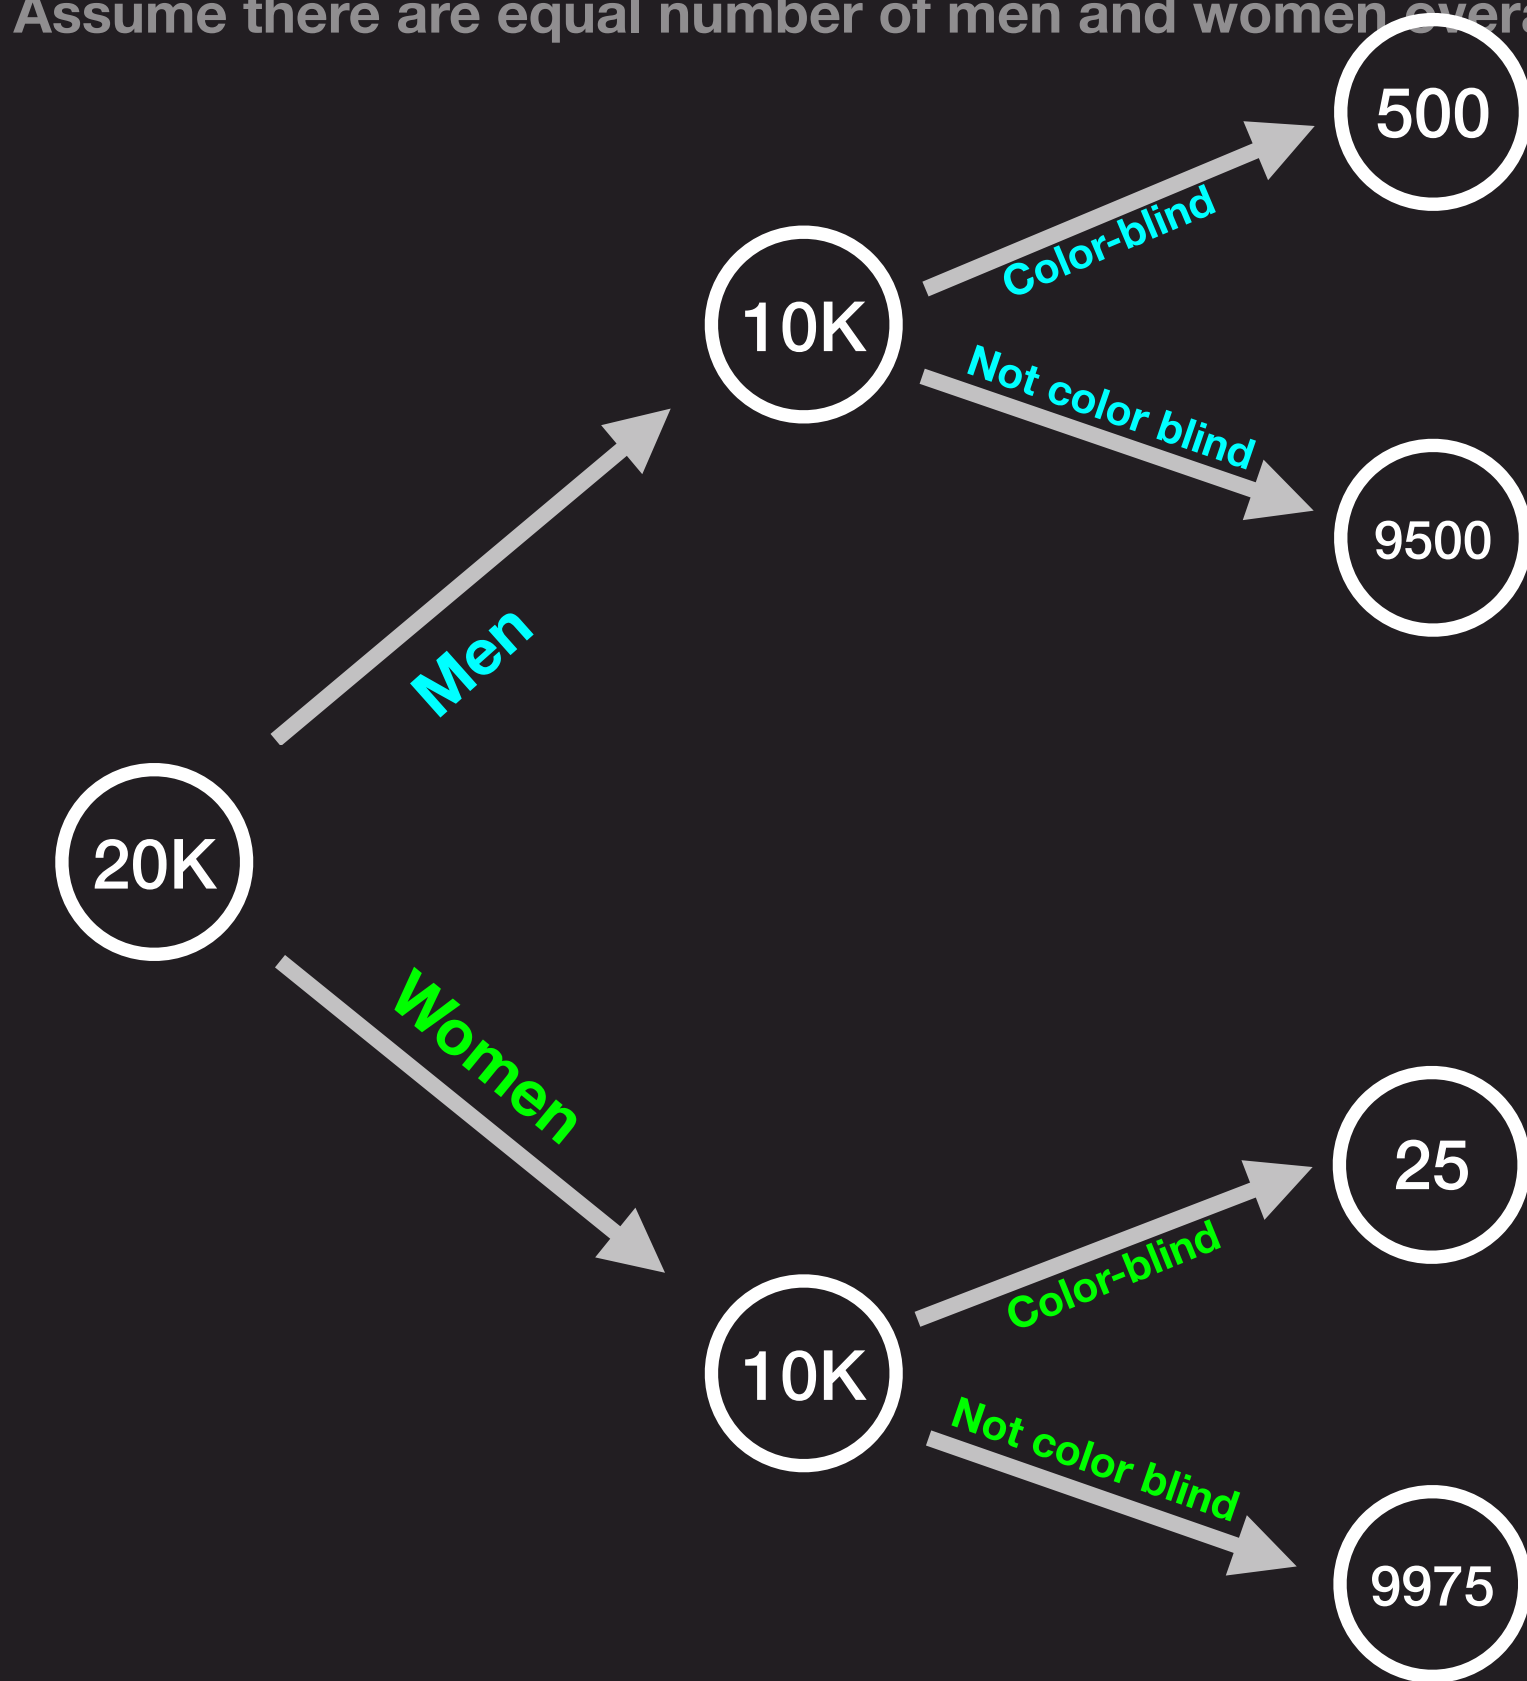 Assume there are equal number of men and women
500
Color-blind
10K
Not color blind
9500
Men
20K
Women
25
Color-blind
10K
Not color blind
9975